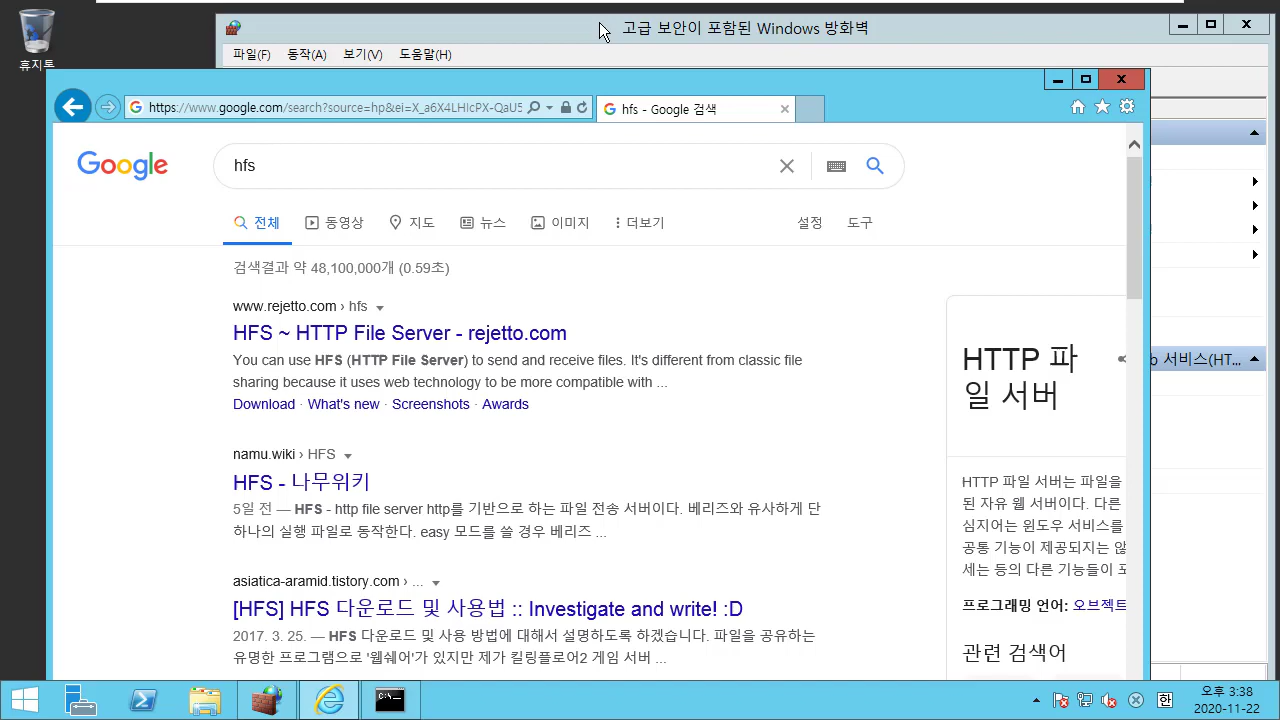 휴지통
고급 보안이 포함된 Windows 방화벽
파일(F) 동작(A) 보기(V) 도움말(H)
https://www.google.com/search?source=hp&ei=X_a6X4LHIcPX-QaU5
hfs - Google 검색
Google
hfs
전체 동영상 지도 뉴스 이미지 더보기 설정 도구
검색결과 약 48,100,000개 (0.59초)
www.rejetto.com › hfs
HFS ~ HTTP File Server - rejetto.com
You can use HFS (HTTP File Server) to send and receive files. It's different from classic file
sharing because it uses web technology to be more compatible with ...
Download · What's new · Screenshots · Awards
namu.wiki › HFS
HFS - 나무위키
5일 전 — HFS - http file server http를 기반으로 하는 파일 전송 서버이다. 베리즈와 유사하게 단
하나의 실행 파일로 동작한다. easy 모드를 쓸 경우 베리즈 ...
asiatica-aramid.tistory.com › ...
[HFS] HFS 다운로드 및 사용법 :: Investigate and write! :D
2017. 3. 25. — HFS 다운로드 및 사용 방법에 대해서 설명하도록 하겠습니다. 파일을 공유하는
유명한 프로그램으로 '웹쉐어'가 있지만 제가 킬링플로어2 게임 서버 ...
HTTP 파
일 서버
HTTP 파일 서버는 파일을
된 자유 웹 서버이다. 다른
심지어는 윈도우 서비스를
공통 기능이 제공되지는 않
세는 등의 다른 기능들이 포
프로그래밍 언어: 오브젝트
관련 검색어
b 서비스(HT...
C:\_
한
오후 3:38
2020-11-22